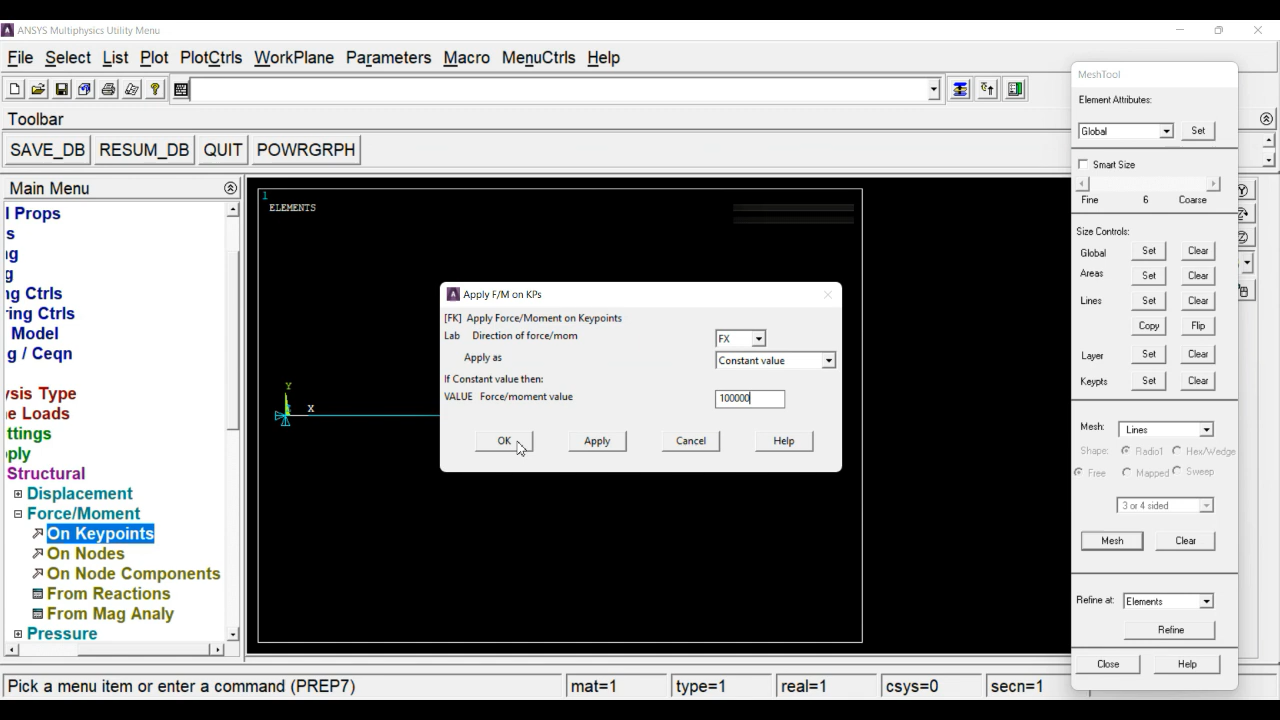 ANSYS Multiphysics Utility Menu
File Select List Plot PlotCtrls WorkPlane Parameters Macro MenuCtrls Help
Toolbar
SAVE_DB RESUM_DB QUIT POWRGRPH
Main Menu
l Props
s
ng Ctrls
ring Ctrls
Model
g / Ceqn
ysis Type
e Loads
ttings
ply
Structural
Displacement
Force/Moment
On Keypoints
On Nodes
On Node Components
From Reactions
From Mag Analy
Pressure
1
ELEMENTS
Y
X
Apply F/M on KPs
[FK] Apply Force/Moment on Keypoints
Lab Direction of force/mom FX
Apply as Constant value
If Constant value then:
VALUE Force/moment value 100000
OK Apply Cancel Help
MeshTool
Element Attributes:
Global Set
Smart Size
Fine 6 Coarse
Size Controls:
Global Set Clear
Areas Set Clear
Lines Set Clear
Copy Flip
Layer Set Clear
Keypts Set Clear
Mesh: Lines
Shape: Hex/Wedge
Free Mapped Sweep
3 or 4 sided
Mesh Clear
Refine at: Elements
Refine
Close Help
Pick a menu item or enter a command (PREP7) mat=1 type=1 real=1 csys=0 secn=1